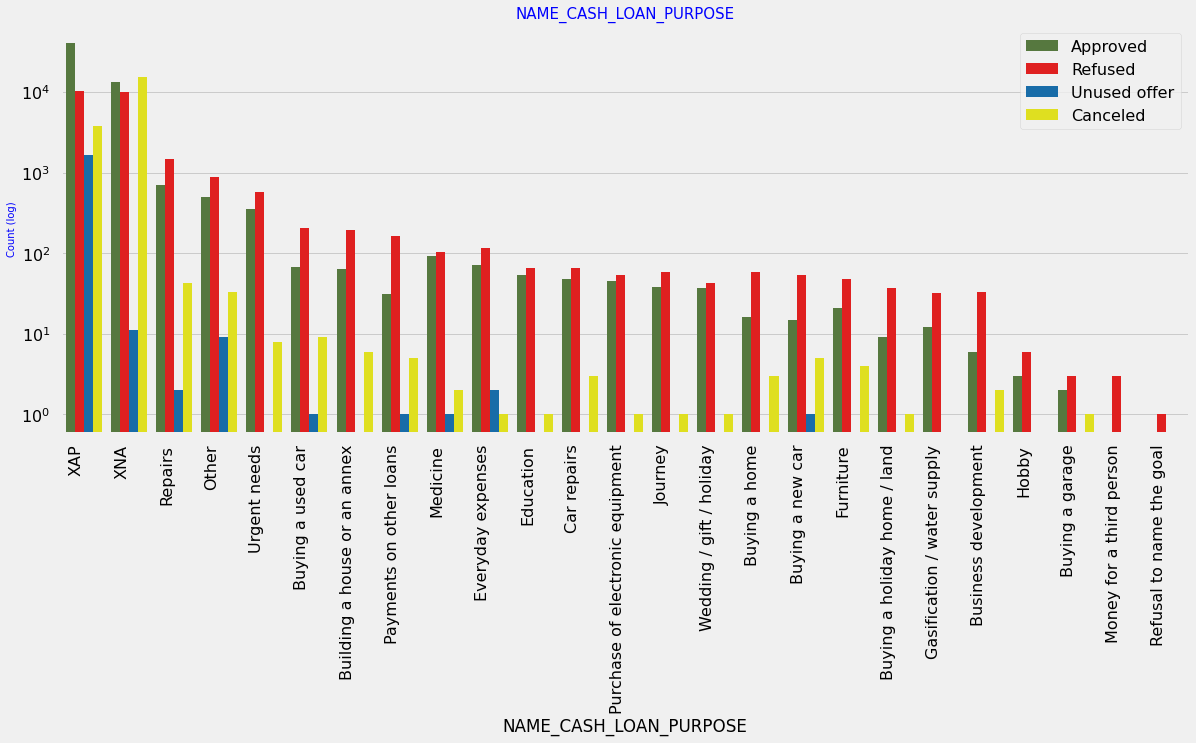 NAME_CASH_LOAN_PURPOSE
Approved
Refused
Unused offer
Canceled
Count (log)
10^4
10^3
10^2
10^1
10^0
XAP
XNA
Repairs
Other
Urgent needs
Buying a used car
Building a house or an annex
Payments on other loans
Medicine
Everyday expenses
Education
Car repairs
Purchase of electronic equipment
Journey
Wedding / gift / holiday
Buying a home
Buying a new car
Furniture
Buying a holiday home / land
Gasification / water supply
Business development
Hobby
Buying a garage
Money for a third person
Refusal to name the goal
NAME_CASH_LOAN_PURPOSE